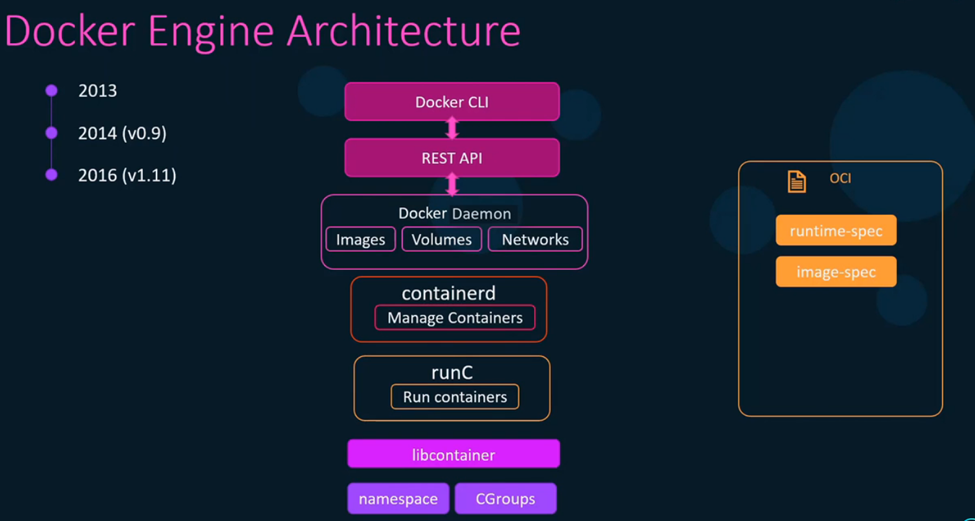 Docker Engine Architecture
2013
2014 (v0.9)
2016 (v1.11)
Docker CLI
REST API
Docker Daemon
Images
Volumes
Networks
containerd
Manage Containers
runC
Run containers
libcontainer
namespace
CGroups
OCI
runtime-spec
image-spec